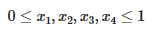 0 ≤ x₁, x₂, x₃, x₄ ≤ 1